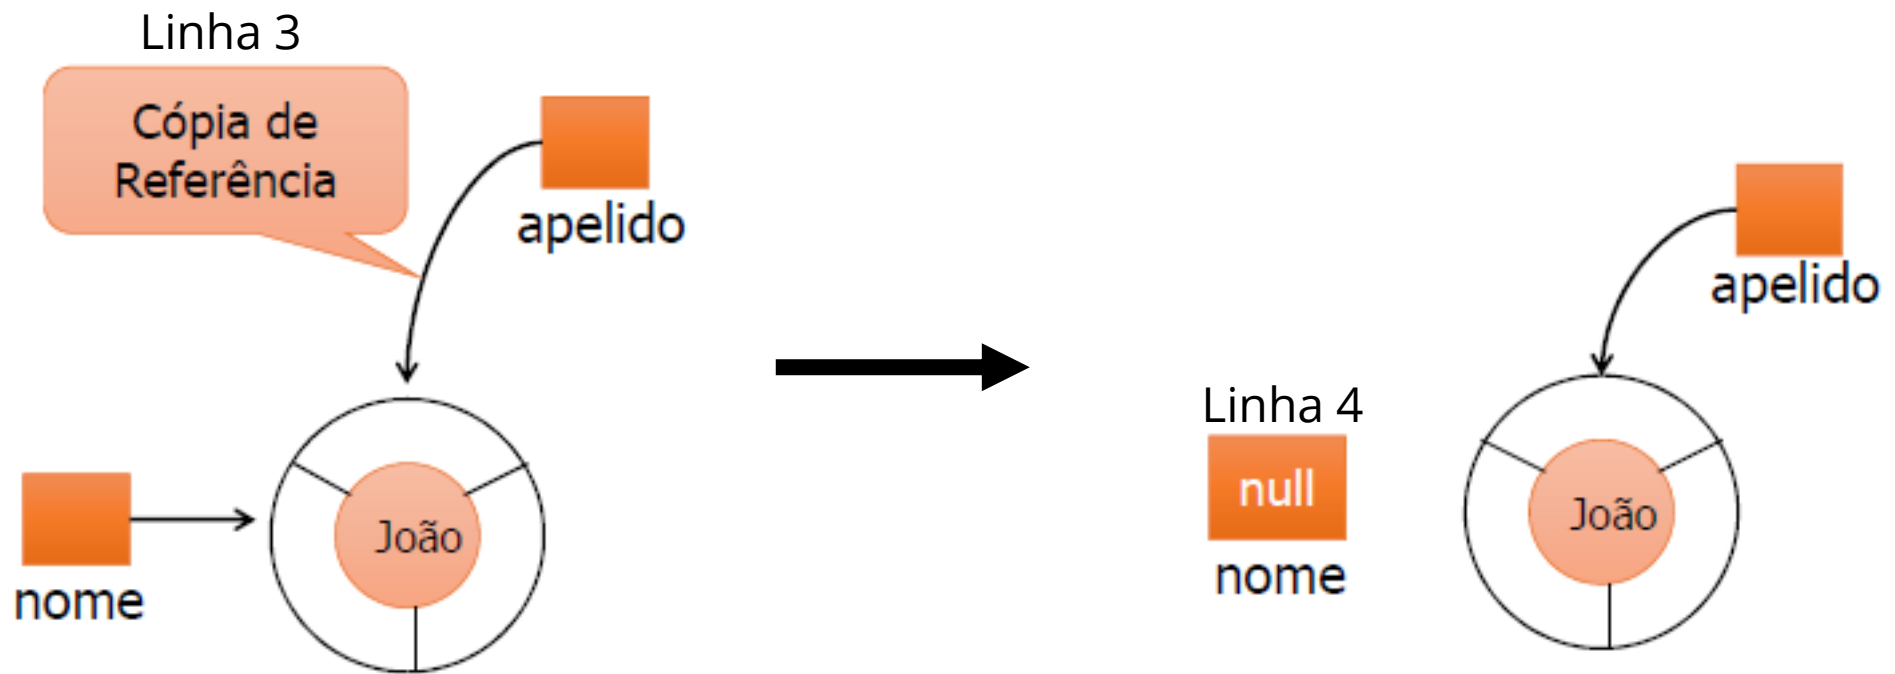 Linha 3
Cópia de
Referência
apelido
João
nome
apelido
Linha 4
null
João
nome